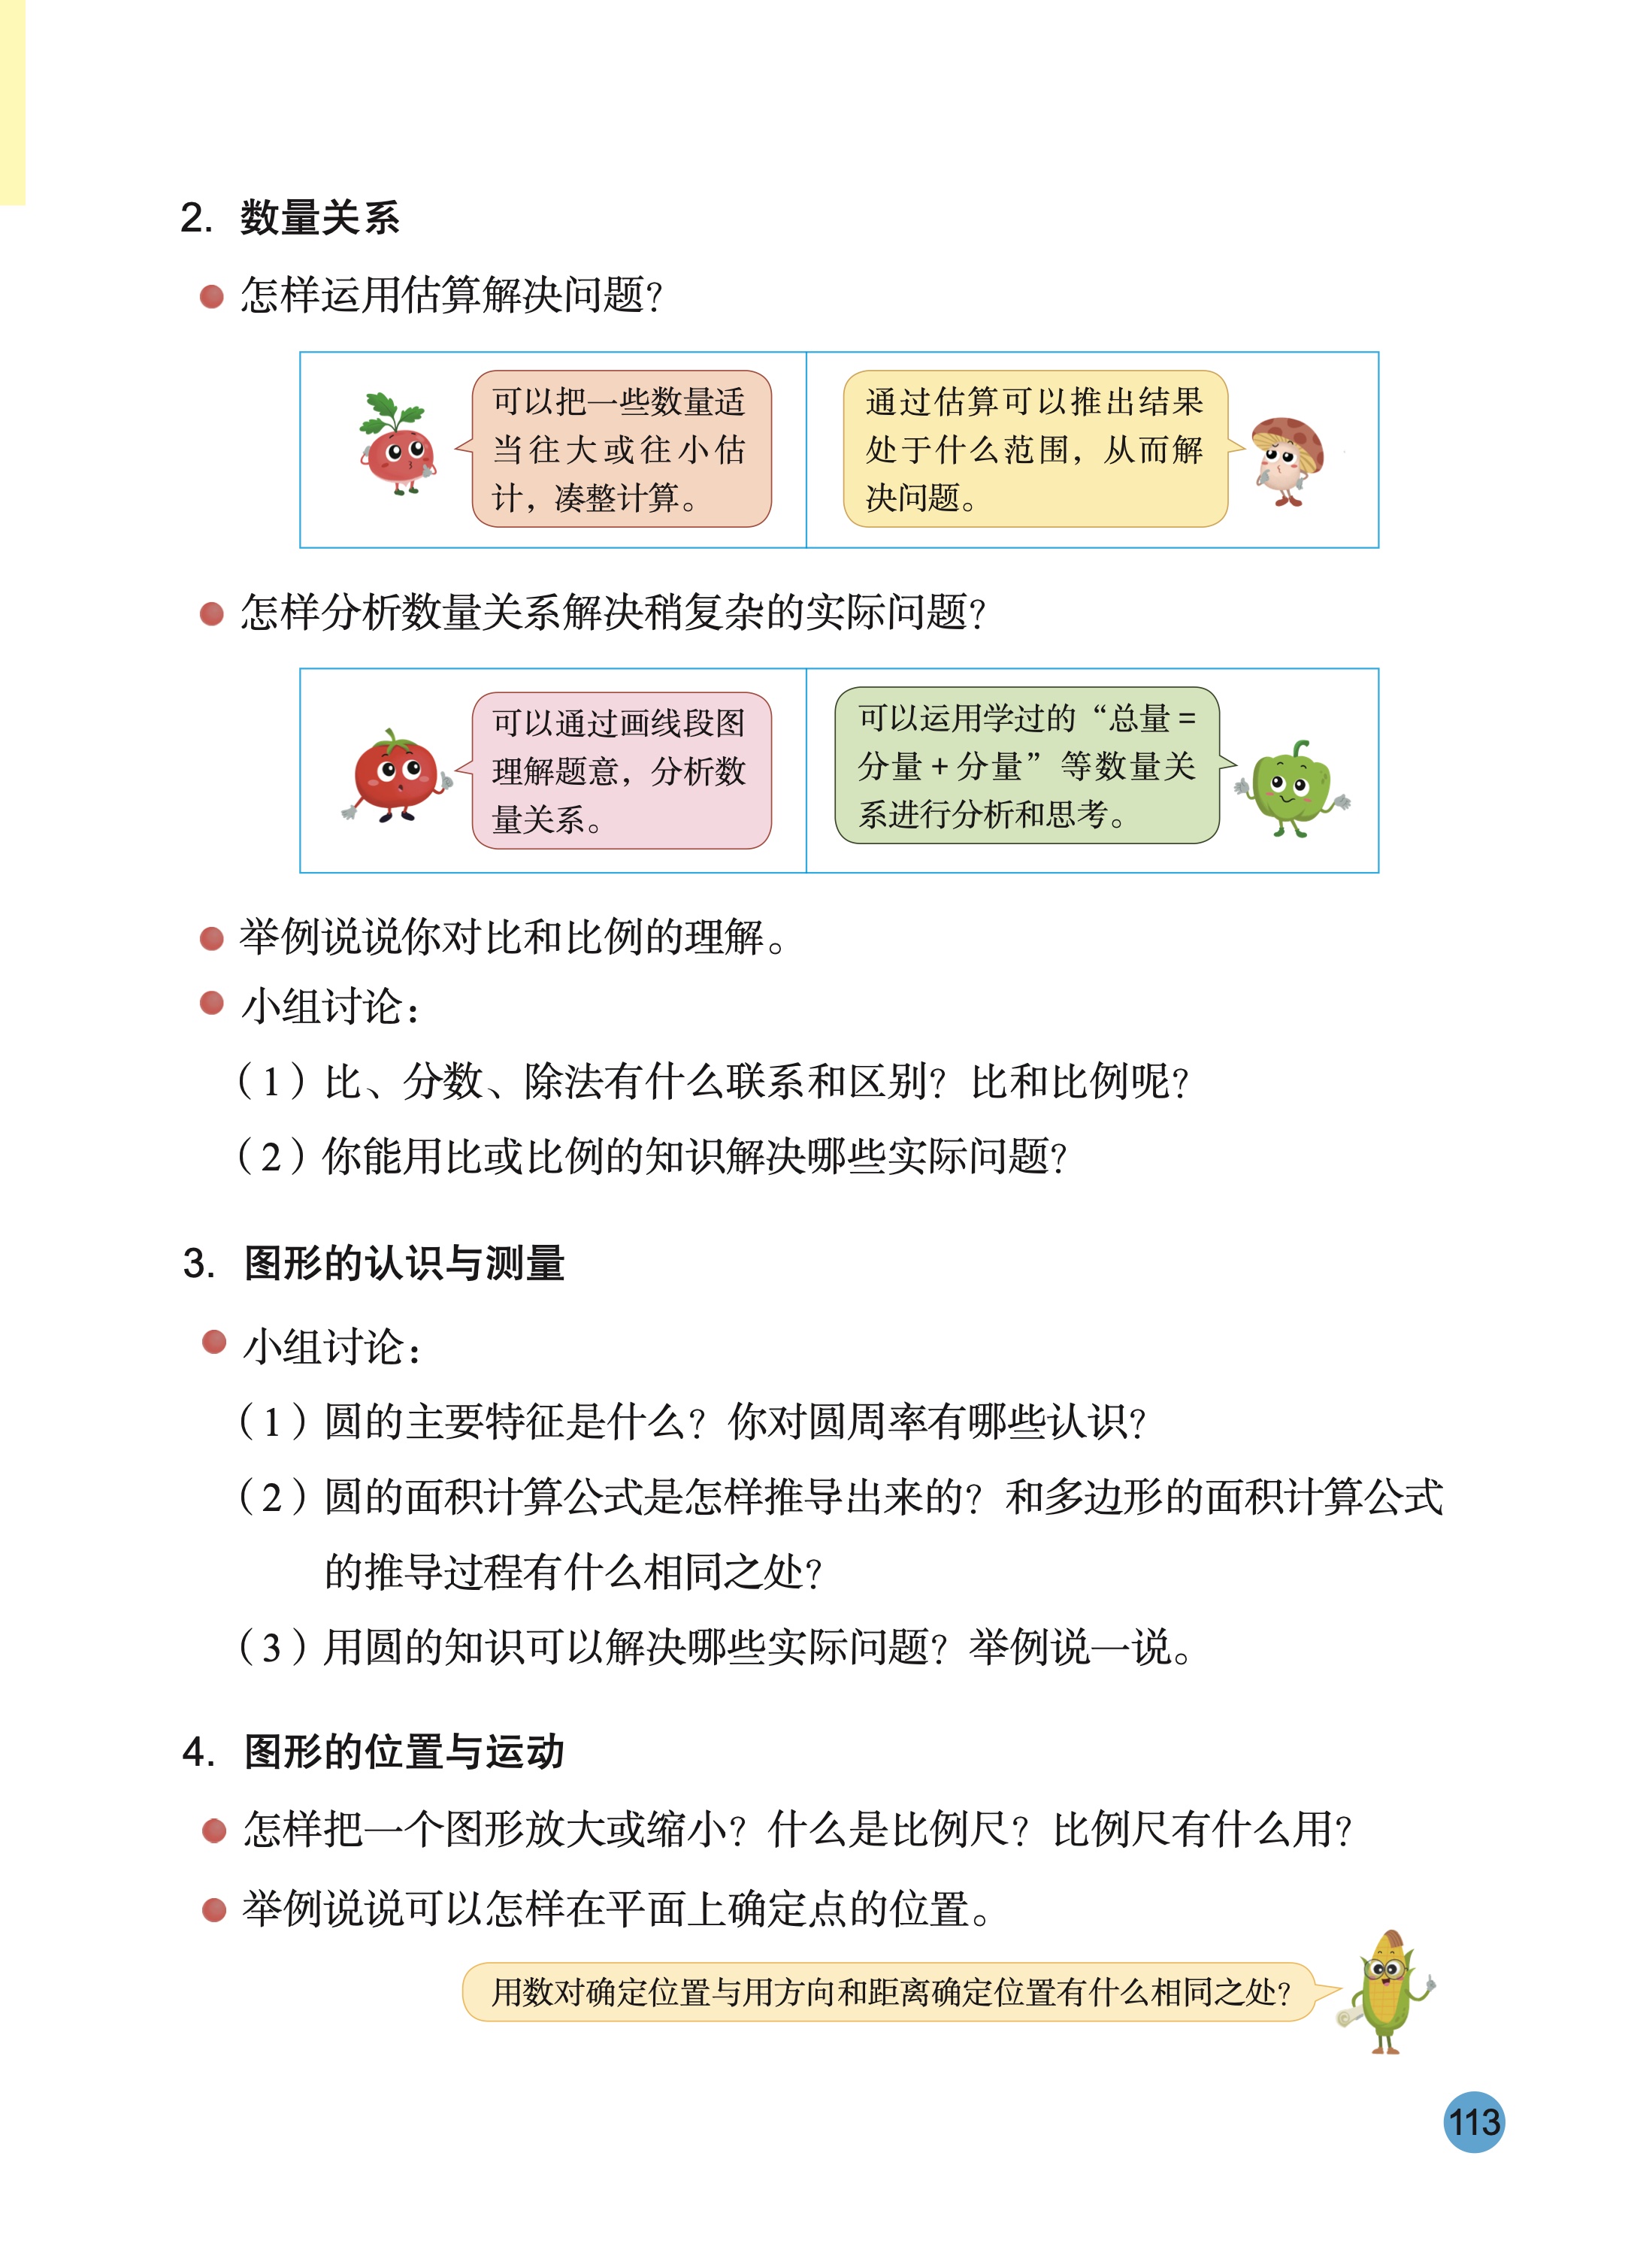 2. 数量关系
怎样运用估算解决问题？
可以把一些数量适
当往大或往小估
计，凑整计算。
通过估算可以推出结果
处于什么范围，从而解
决问题。
怎样分析数量关系解决稍复杂的实际问题？
可以通过画线段图
理解题意，分析数
量关系。
可以运用学过的“总量=
分量+分量”等数量关
系进行分析和思考。
举例说说你对比和比例的理解。
小组讨论：
（1）比、分数、除法有什么联系和区别？比和比例呢？
（2）你能用比或比例的知识解决哪些实际问题？
3. 图形的认识与测量
小组讨论：
（1）圆的主要特征是什么？你对圆周率有哪些认识？
（2）圆的面积计算公式是怎样推导出来的？和多边形的面积计算公式
的推导过程有什么相同之处？
（3）用圆的知识可以解决哪些实际问题？举例说一说。
4. 图形的位置与运动
怎样把一个图形放大或缩小？什么是比例尺？比例尺有什么用？
举例说说可以怎样在平面上确定点的位置。
用数对确定位置与用方向和距离确定位置有什么相同之处？
113